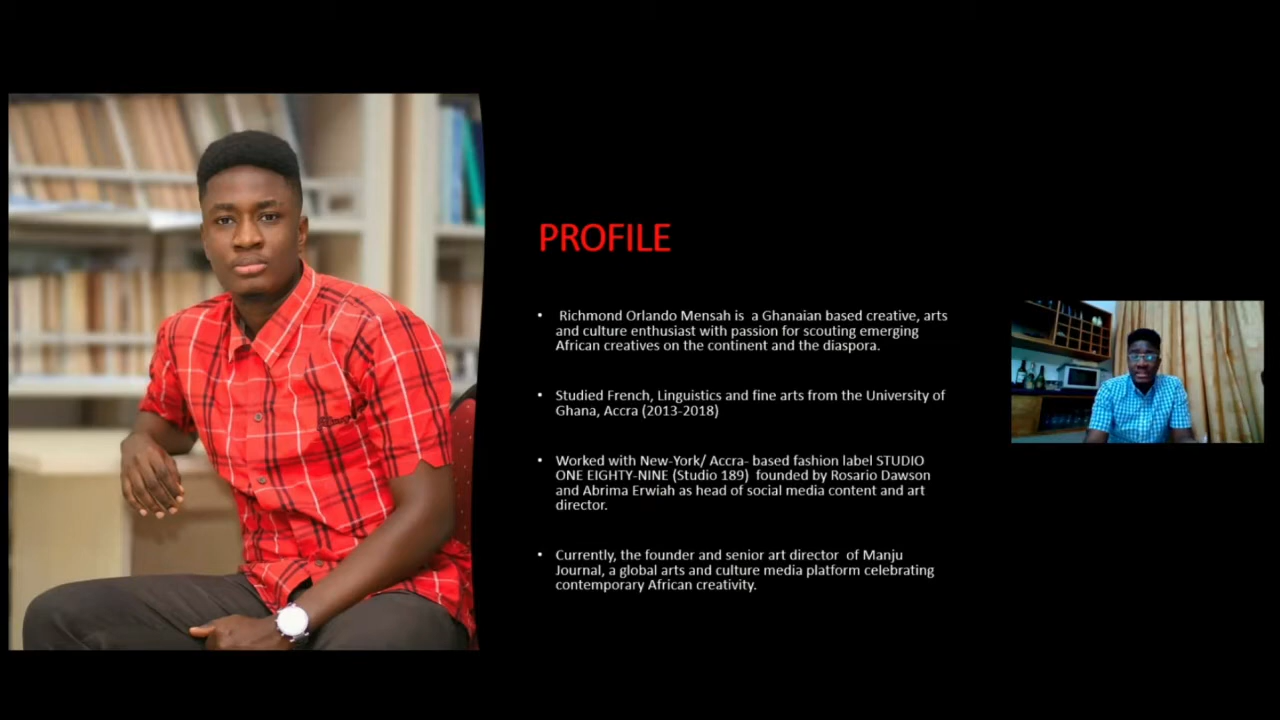 PROFILE
• Richmond Orlando Mensah is a Ghanaian based creative, arts
and culture enthusiast with passion for scouting emerging
African creatives on the continent and the diaspora.
• Studied French, Linguistics and fine arts from the University of
Ghana, Accra (2013-2018)
• Worked with New-York/ Accra- based fashion label STUDIO
ONE EIGHTY-NINE (Studio 189) founded by Rosario Dawson
and Abrima Erwiah as head of social media content and art
director.
• Currently, the founder and senior art director of Manju
Journal, a global arts and culture media platform celebrating
contemporary African creativity.